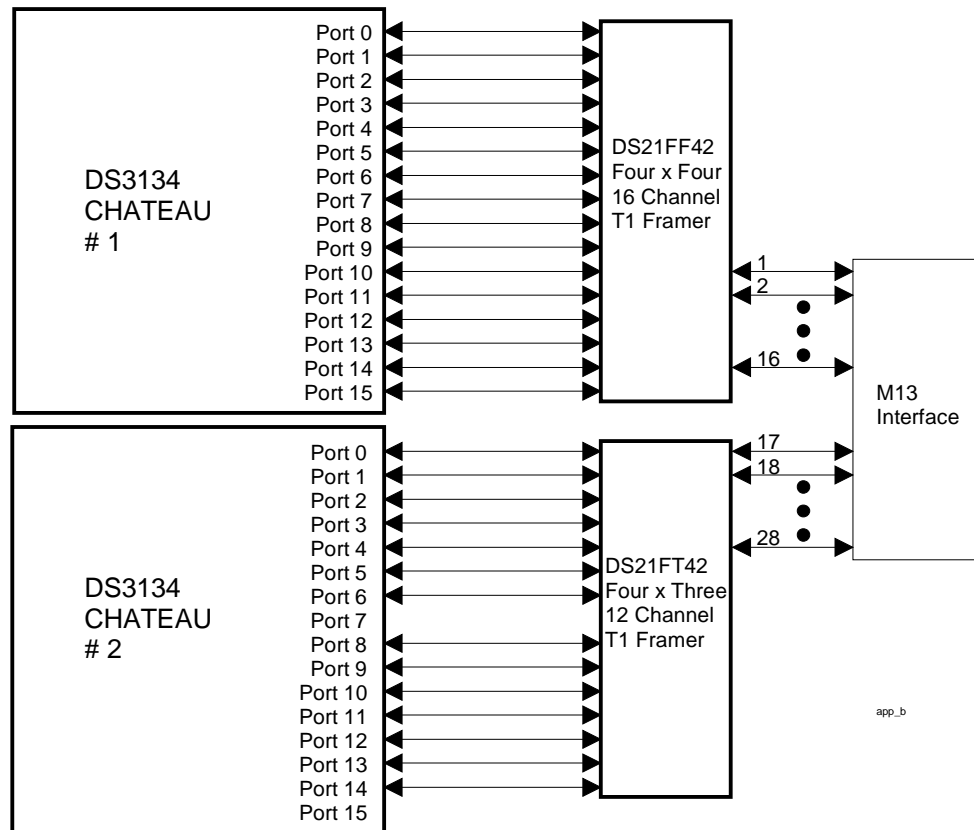 Port 0
Port 1
Port 2
Port 3
Port 4
Port 5
Port 6
Port 7
Port 8
Port 9
Port 10
Port 11
Port 12
Port 13
Port 14
Port 15
DS3134
CHATEAU
# 1
DS21FF42
Four x Four
16 Channel
T1 Framer
1
2
16
M13
Interface
Port 0
Port 1
Port 2
Port 3
Port 4
Port 5
Port 6
Port 7
Port 8
Port 9
Port 10
Port 11
Port 12
Port 13
Port 14
Port 15
DS3134
CHATEAU
# 2
DS21FT42
Four x Three
12 Channel
T1 Framer
17
18
28
app_b